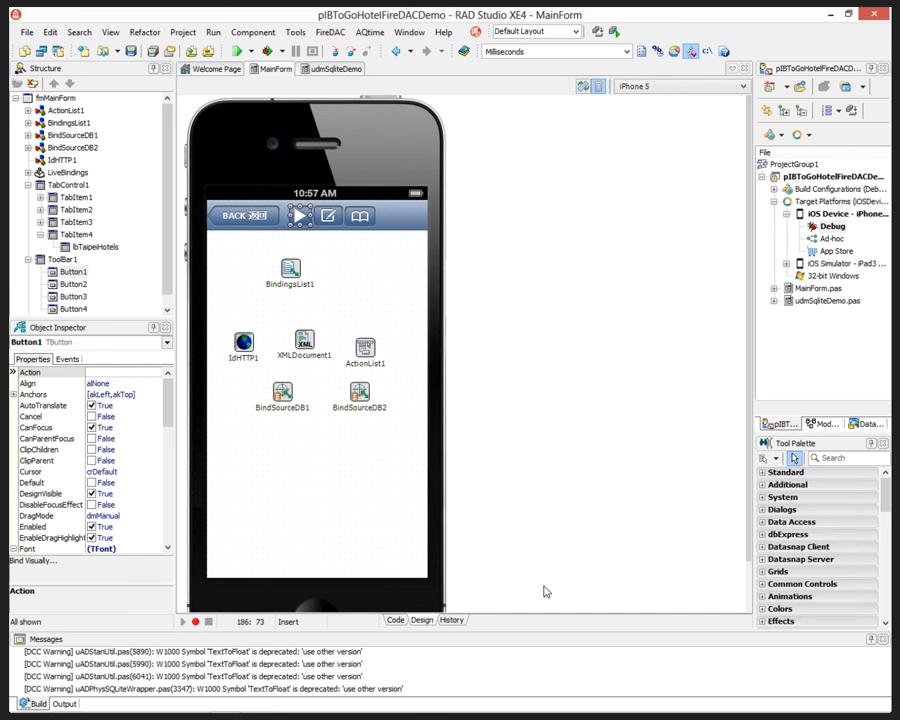 pIBToGoHotelFireDACDemo - RAD Studio XE4 - MainForm
File Edit Search View Refactor Project Run Component Tools FireDAC AQtime Window Help Default Layout
Milliseconds
Structure
fmMainForm
ActionList1
BindingsList1
BindSourceDB1
BindSourceDB2
IdHTTP1
LiveBindings
TabControl1
TabItem1
TabItem2
TabItem3
TabItem4
lbTaipeiHotels
ToolBar1
Button1
Button2
Button3
Button4
Object Inspector
Button1 TButton
Properties Events
Action
Align alNone
Anchors [akLeft,akTop]
AutoTranslate True
Cancel False
CanFocus True
CanParentFocus False
ClipChildren False
ClipParent False
Cursor crDefault
Default False
DesignVisible True
DisableFocusEffect False
DragMode dmManual
Enabled True
EnableDragHighlight True
Font (TFont)
Bind Visually...
Action
All shown
Welcome Page MainForm udmSqliteDemo
iPhone 5
10:57 AM
BACK 返回
BindingsList1
IdHTTP1
XMLDocument1
ActionList1
BindSourceDB1
BindSourceDB2
186: 73 Insert Code Design History
pIBToGoHotelFireDACD...
File
ProjectGroup1
pIBToGoHotelFireDACDe...
Build Configurations (Deb...
Target Platforms (iOSDevi...
iOS Device - iPhone...
Debug
Ad-hoc
App Store
iOS Simulator - iPad3 ...
32-bit Windows
MainForm.pas
udmSqliteDemo.pas
pIBT... Mod... Data...
Tool Palette
Search
Standard
Additional
System
Dialogs
Data Access
dbExpress
Datasnap Client
Datasnap Server
Grids
Common Controls
Animations
Colors
Effects
Messages
[DCC Warning] uADStanUtil.pas(5890): W1000 Symbol 'TextToFloat' is deprecated: 'use other version'
[DCC Warning] uADStanUtil.pas(5990): W1000 Symbol 'TextToFloat' is deprecated: 'use other version'
[DCC Warning] uADStanUtil.pas(6041): W1000 Symbol 'TextToFloat' is deprecated: 'use other version'
[DCC Warning] uADPhysSQLiteWrapper.pas(3347): W1000 Symbol 'TextToFloat' is deprecated: 'use other version'
Build Output